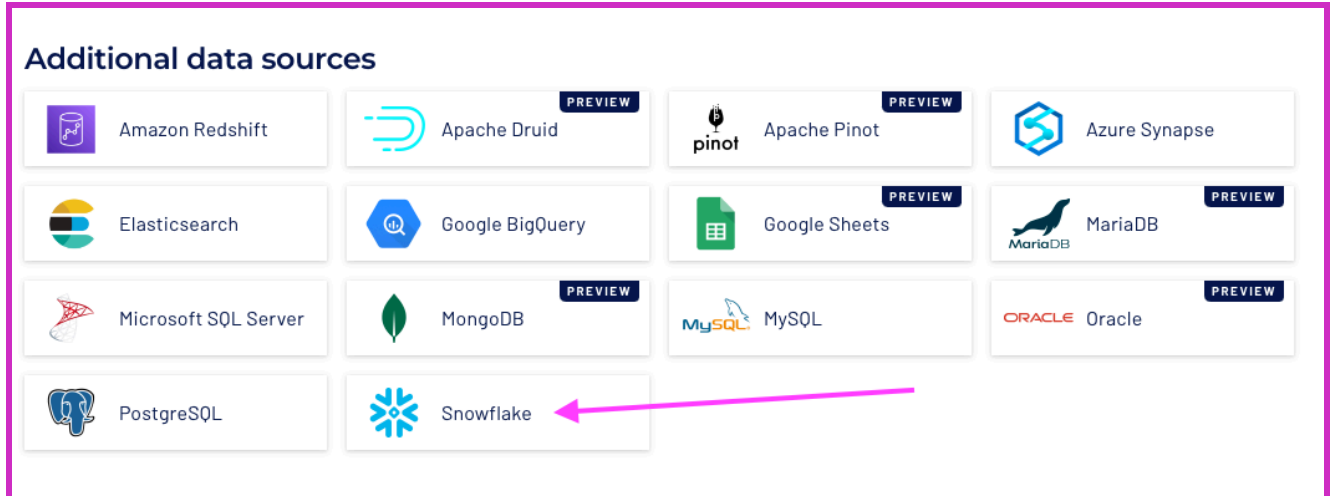 Additional data sources
Amazon Redshift
PREVIEW
Apache Druid
PREVIEW
pinot
Apache Pinot
Azure Synapse
Elasticsearch
Google BigQuery
PREVIEW
Google Sheets
PREVIEW
MariaDB
MariaDB
Microsoft SQL Server
PREVIEW
MongoDB
MySQL
MySQL
PREVIEW
ORACLE
Oracle
PostgreSQL
Snowflake